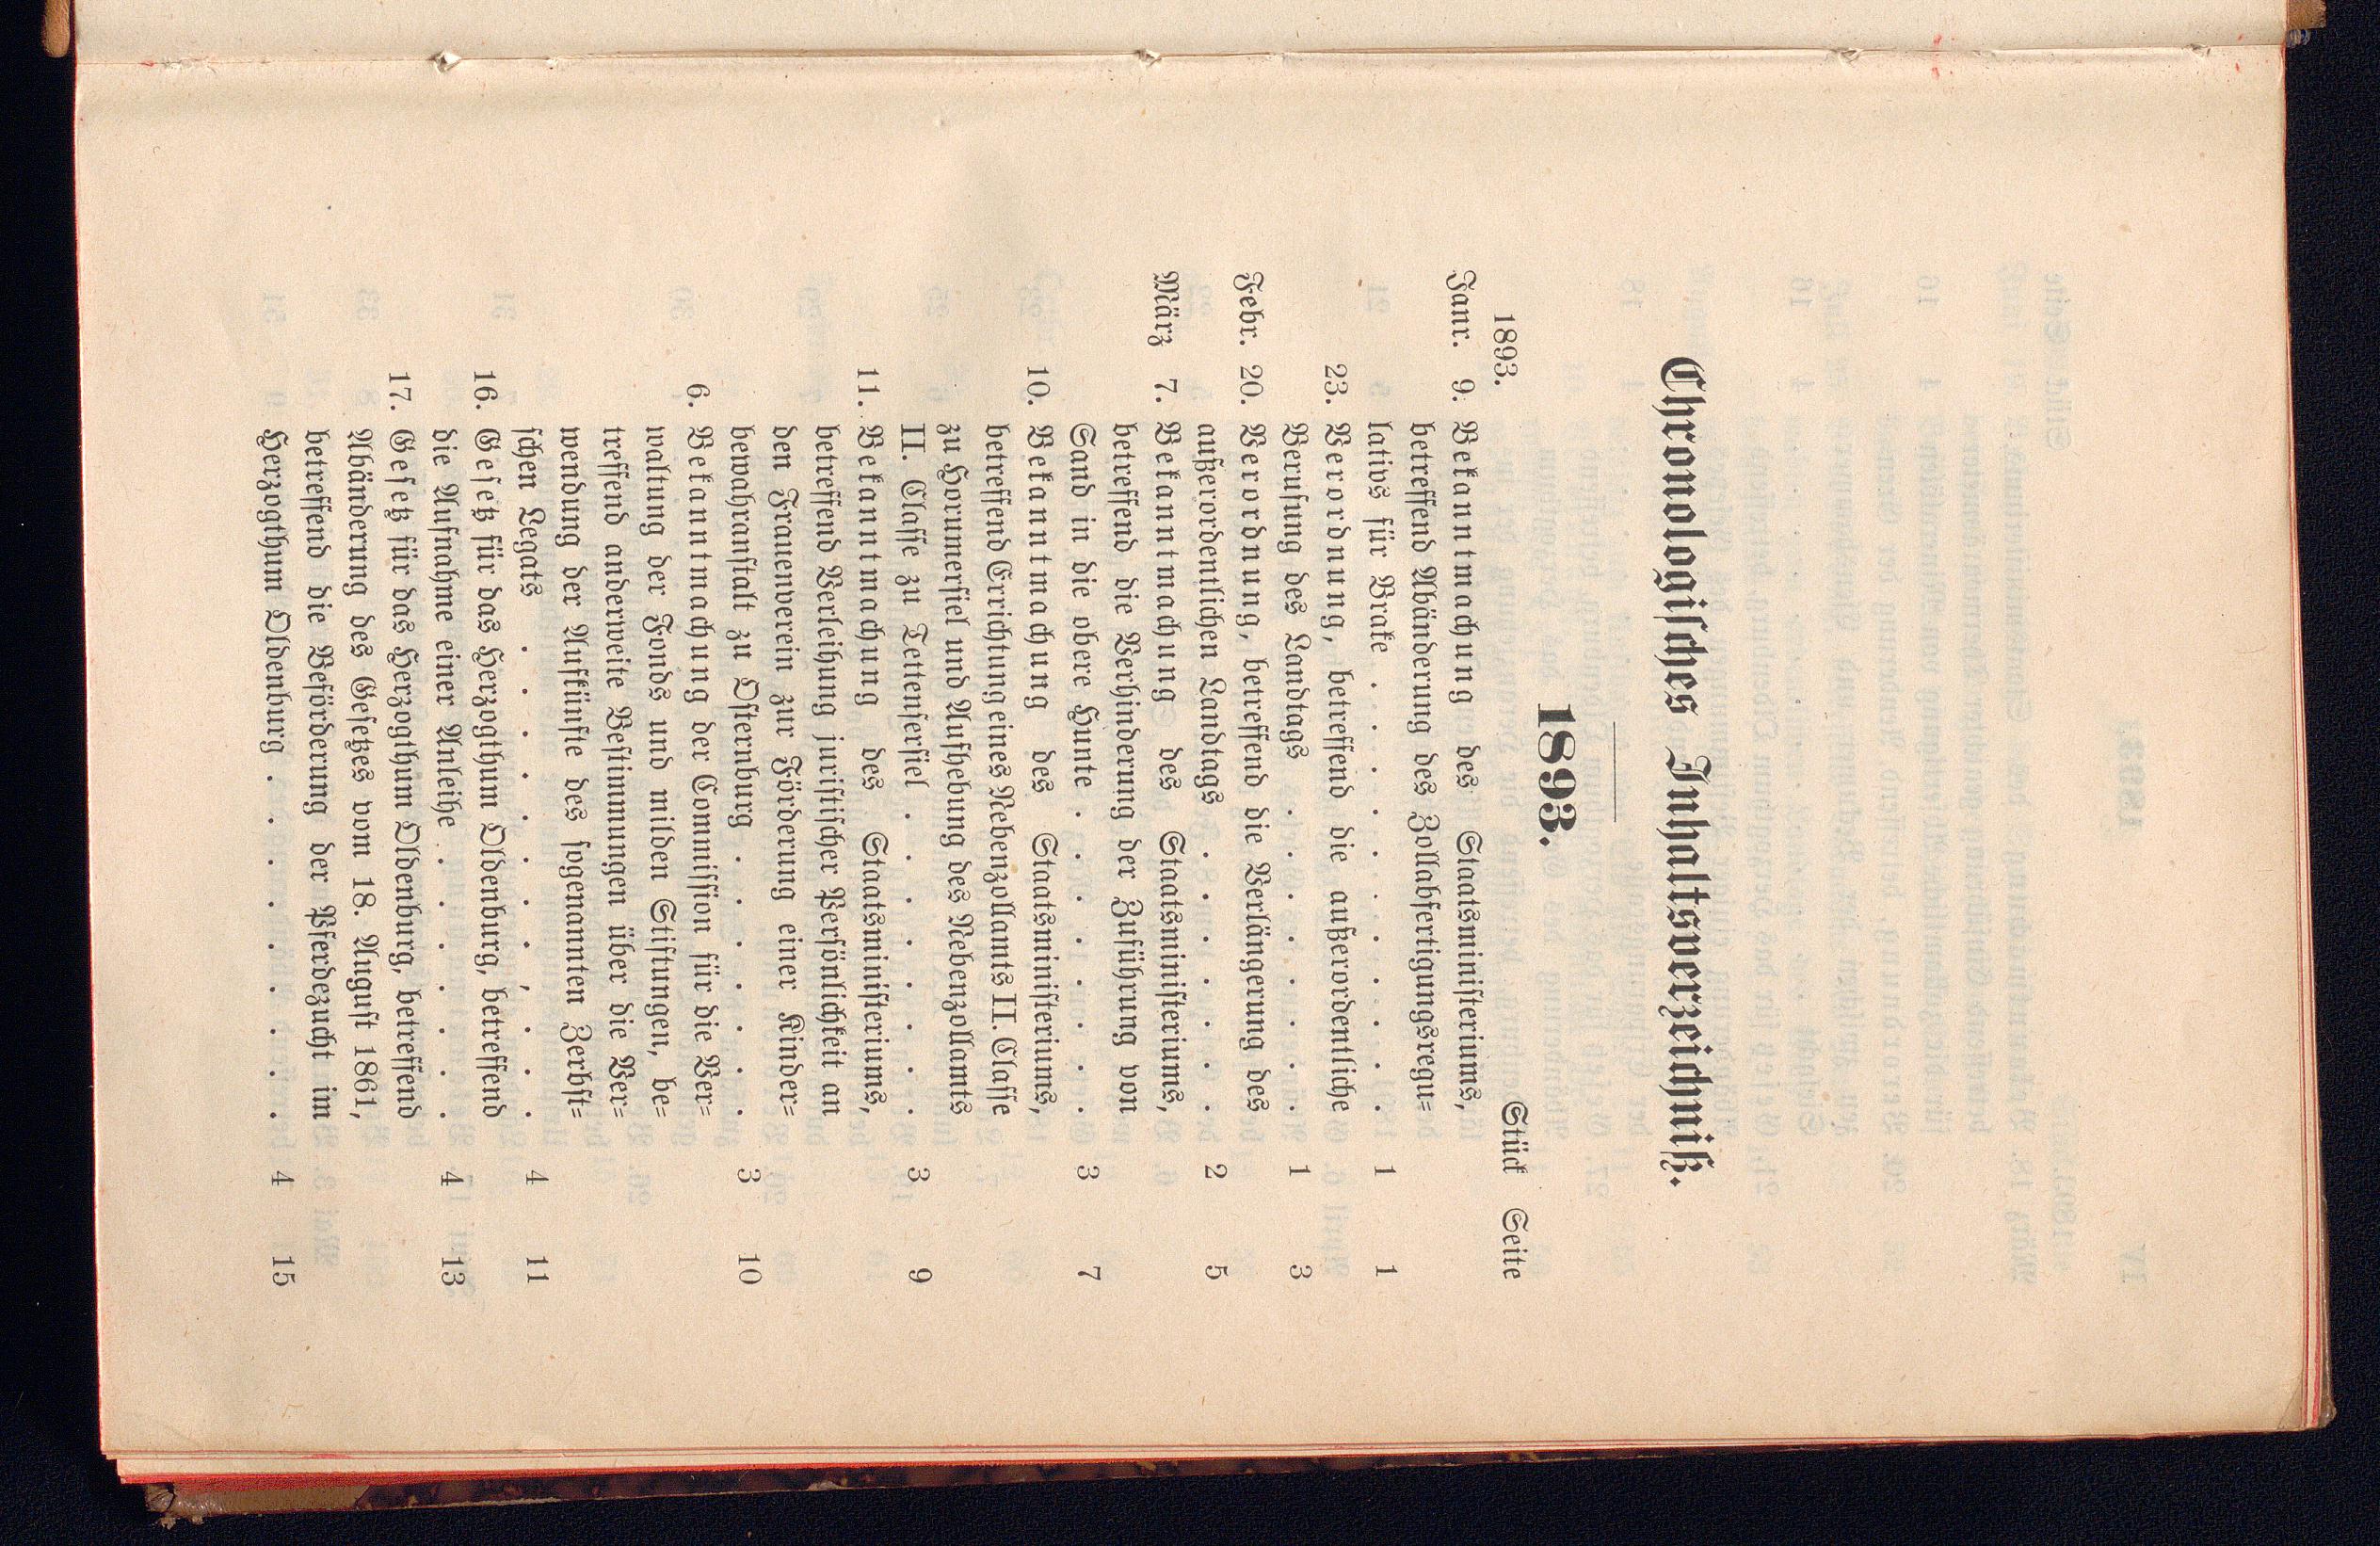 Chronologisches Inhaltsverzeichniß.
1893.
1893. Stück Seite
Janr. 9. Bekanntmachung des Staatsministeriums,
betreffend Abänderung des Zollabfertigungsregu=
lativs für Brake . . . . . . . . . . . 1 1
23. Verordnung, betreffend die außerordentliche
Berufung des Landtags . . . . . . . . 1 3
Febr. 20. Verordnung, betreffend die Verlängerung des
außerordentlichen Landtags . . . . . . . 2 5
März 7. Bekanntmachung des Staatsministeriums,
betreffend die Verhinderung der Zuführung von
Sand in die obere Hunte . . . . . . . . 3 7
10. Bekanntmachung des Staatsministeriums,
betreffend Errichtung eines Nebenzollamts II. Classe
zu Horumersiel und Aufhebung des Nebenzollamts
II. Classe zu Tettensersiel . . . . . . . . 3 9
11. Bekanntmachung des Staatsministeriums,
betreffend Verleihung juristischer Persönlichkeit an
den Frauenverein zur Förderung einer Kinder=
bewahranstalt zu Osternburg . . . . . . . 3 10
6. Bekanntmachung der Commission für die Ver=
waltung der Fonds und milden Stiftungen, be=
treffend anderweite Bestimmungen über die Ver=
wendung der Aufkünfte des sogenannten Zerbst=
schen Legats . . . . . . . . . . . . 4 11
16. Gesetz für das Herzogthum Oldenburg, betreffend
die Aufnahme einer Anleihe . . . . . . . 4 13
17. Gesetz für das Herzogthum Oldenburg, betreffend
Abänderung des Gesetzes vom 18. August 1861,
betreffend die Beförderung der Pferdezucht im
Herzogthum Oldenburg . . . . . . . . . 4 15